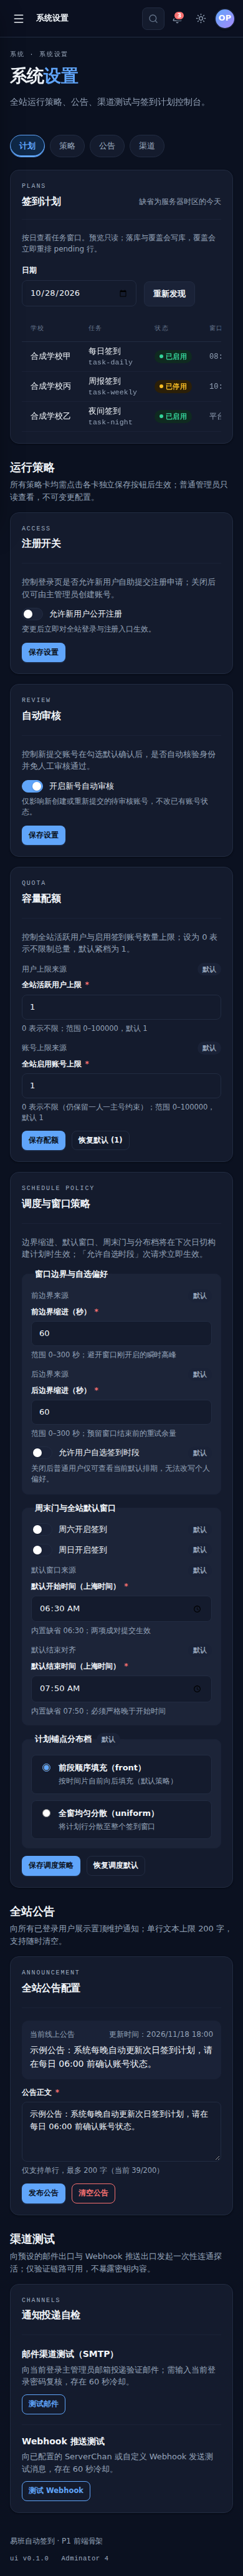 系统设置
3
OP
系统 · 系统设置
系统设置
全站运行策略、公告、渠道测试与签到计划控制台。
计划
策略
公告
渠道
PLANS
签到计划
缺省为服务器时区的今天
按日查看任务窗口。预览只读；落库与覆盖会写库，覆盖会
立即重排 pending 行。
日期
10/28/2026
重新发现
学校 任务 状态 窗口
合成学校甲 每日签到 已启用 08:
task-daily
合成学校丙 周报签到 已停用 10:
task-weekly
合成学校乙 夜间签到 已启用 平台
task-night
运行策略
所有策略卡均需点击各卡独立保存按钮后生效；普通管理员只
读查看，不可变更配置。
ACCESS
注册开关
控制登录页是否允许新用户自助提交注册申请；关闭后
仅可由主管理员创建账号。
允许新用户公开注册
变更后立即对全站登录与注册入口生效。
保存设置
REVIEW
自动审核
控制新提交账号在勾选默认确认后，是否自动核验身份
并免人工审核通过。
开启新号自动审核
仅影响新创建或重新提交的待审核账号，不改已有账号状
态。
保存设置
QUOTA
容量配额
控制全站活跃用户与启用签到账号数量上限；设为 0 表
示不限制总量，默认紧档为 1。
用户上限来源 默认
全站活跃用户上限 *
1
0 表示不限；范围 0–100000，默认 1
账号上限来源 默认
全站启用账号上限 *
1
0 表示不限（仍保留一人一主号约束）；范围 0–100000，
默认 1
保存配额
恢复默认 (1)
SCHEDULE POLICY
调度与窗口策略
边界缩进、默认窗口、周末门与分布档将在下次日切构
建计划时生效；「允许自选时段」次请求立即生效。
窗口边界与自选偏好
前边界来源 默认
前边界缩进（秒） *
60
范围 0–300 秒；避开窗口刚开启的瞬时高峰
后边界来源 默认
后边界缩进（秒） *
60
范围 0–300 秒；预留窗口结束前的重试余量
允许用户自选签到时段 默认
关闭后普通用户仅可查看当前默认排期，无法改写个人
偏好。
周末门与全站默认窗口
周六开启签到 默认
周日开启签到 默认
默认窗口来源 默认
默认开始时间（上海时间） *
06:30 AM
内置缺省 06:30；两项成对提交生效
默认结束对齐 默认
默认结束时间（上海时间） *
07:50 AM
内置缺省 07:50；必须严格晚于开始时间
计划铺点分布档 默认
前段顺序填充（front）
按时间片自前向后填充（默认策略）
全窗均匀分散（uniform）
将计划行分散至整个签到窗口
保存调度策略
恢复调度默认
全站公告
向所有已登录用户展示置顶维护通知；单行文本上限 200 字，
支持随时清空。
ANNOUNCEMENT
全站公告配置
当前线上公告 更新时间：2026/11/18 18:00
示例公告：系统每晚自动更新次日签到计划，请
在每日 06:00 前确认账号状态。
公告正文 *
示例公告：系统每晚自动更新次日签到计划，请在
每日 06:00 前确认账号状态。
仅支持单行，最多 200 字（当前 39/200）
发布公告
清空公告
渠道测试
向预设的邮件出口与 Webhook 推送出口发起一次性连通探
活；仅验证链路可用，不暴露密钥内容。
CHANNELS
通知投递自检
邮件渠道测试（SMTP）
向当前登录主管理员邮箱投递验证邮件；需输入当前登
录密码复核，存在 60 秒冷却。
测试邮件
Webhook 推送测试
向已配置的 ServerChan 或自定义 Webhook 发送测
试消息，存在 60 秒冷却。
测试 Webhook
易班自动签到 · P1 前端骨架
ui v0.1.0 Adminator 4